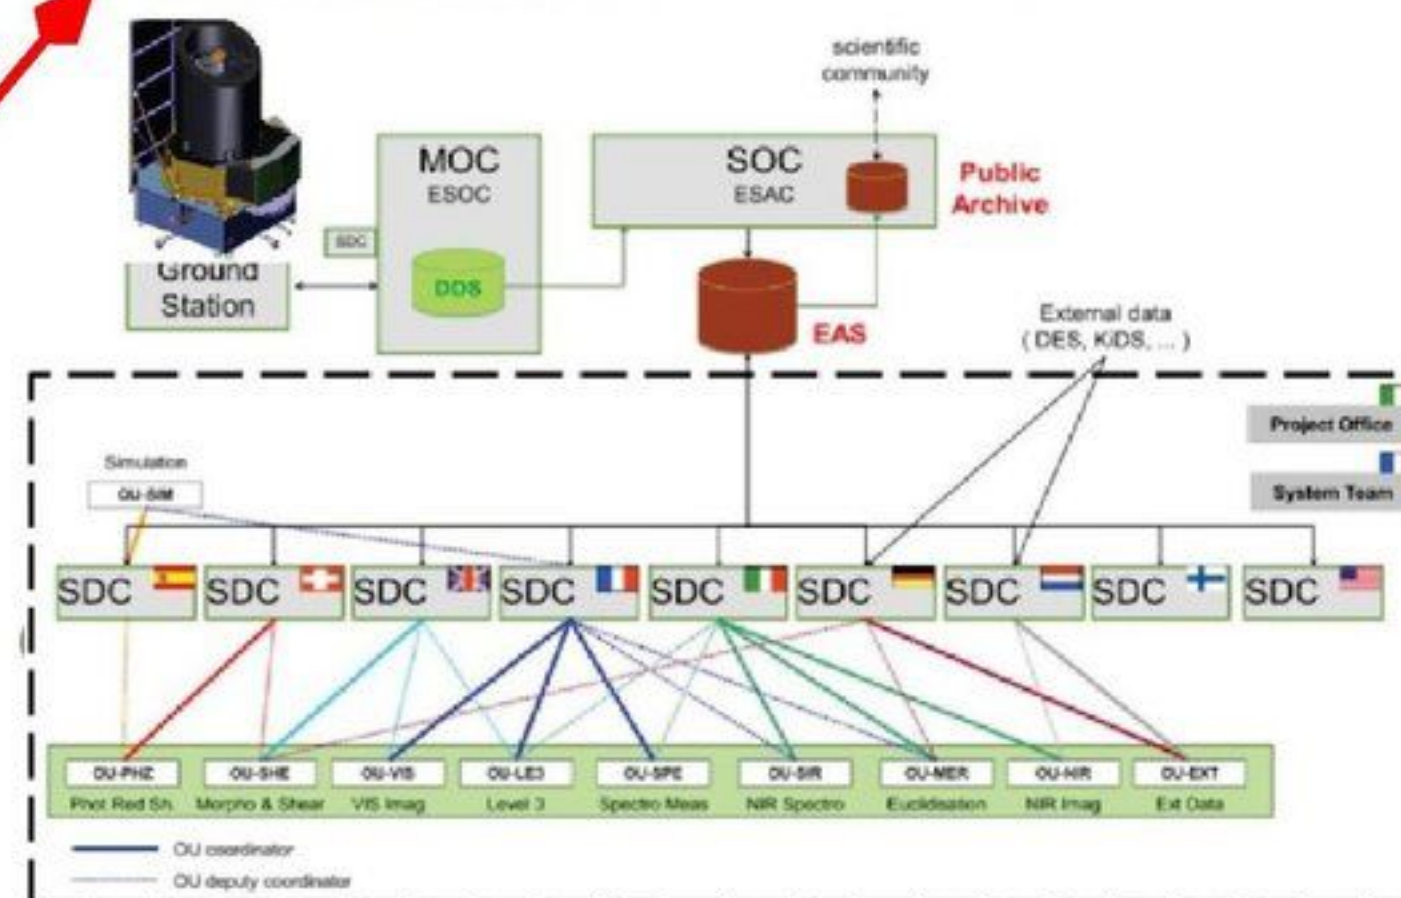 scientific
community
MOC
ESOC
SOC
ESAC
Public
Archive
SDC
DDS
Ground
Station
EAS
External data
( DES, KiDS, ... )
Project Office
System Team
Simulation
OU-SIM
SDC SDC SDC SDC SDC SDC SDC SDC SDC
OU-PHZ OU-SHE OU-VIS OU-LE3 OU-SPE OU-SIR OU-MER OU-NIR OU-EXT
Phot Red Sh. Morpho & Shear VIS Imag Level 3 Spectro Meas NIR Spectro Euclidisation NIR Imag Ext Data
OU coordinator
OU deputy coordinator